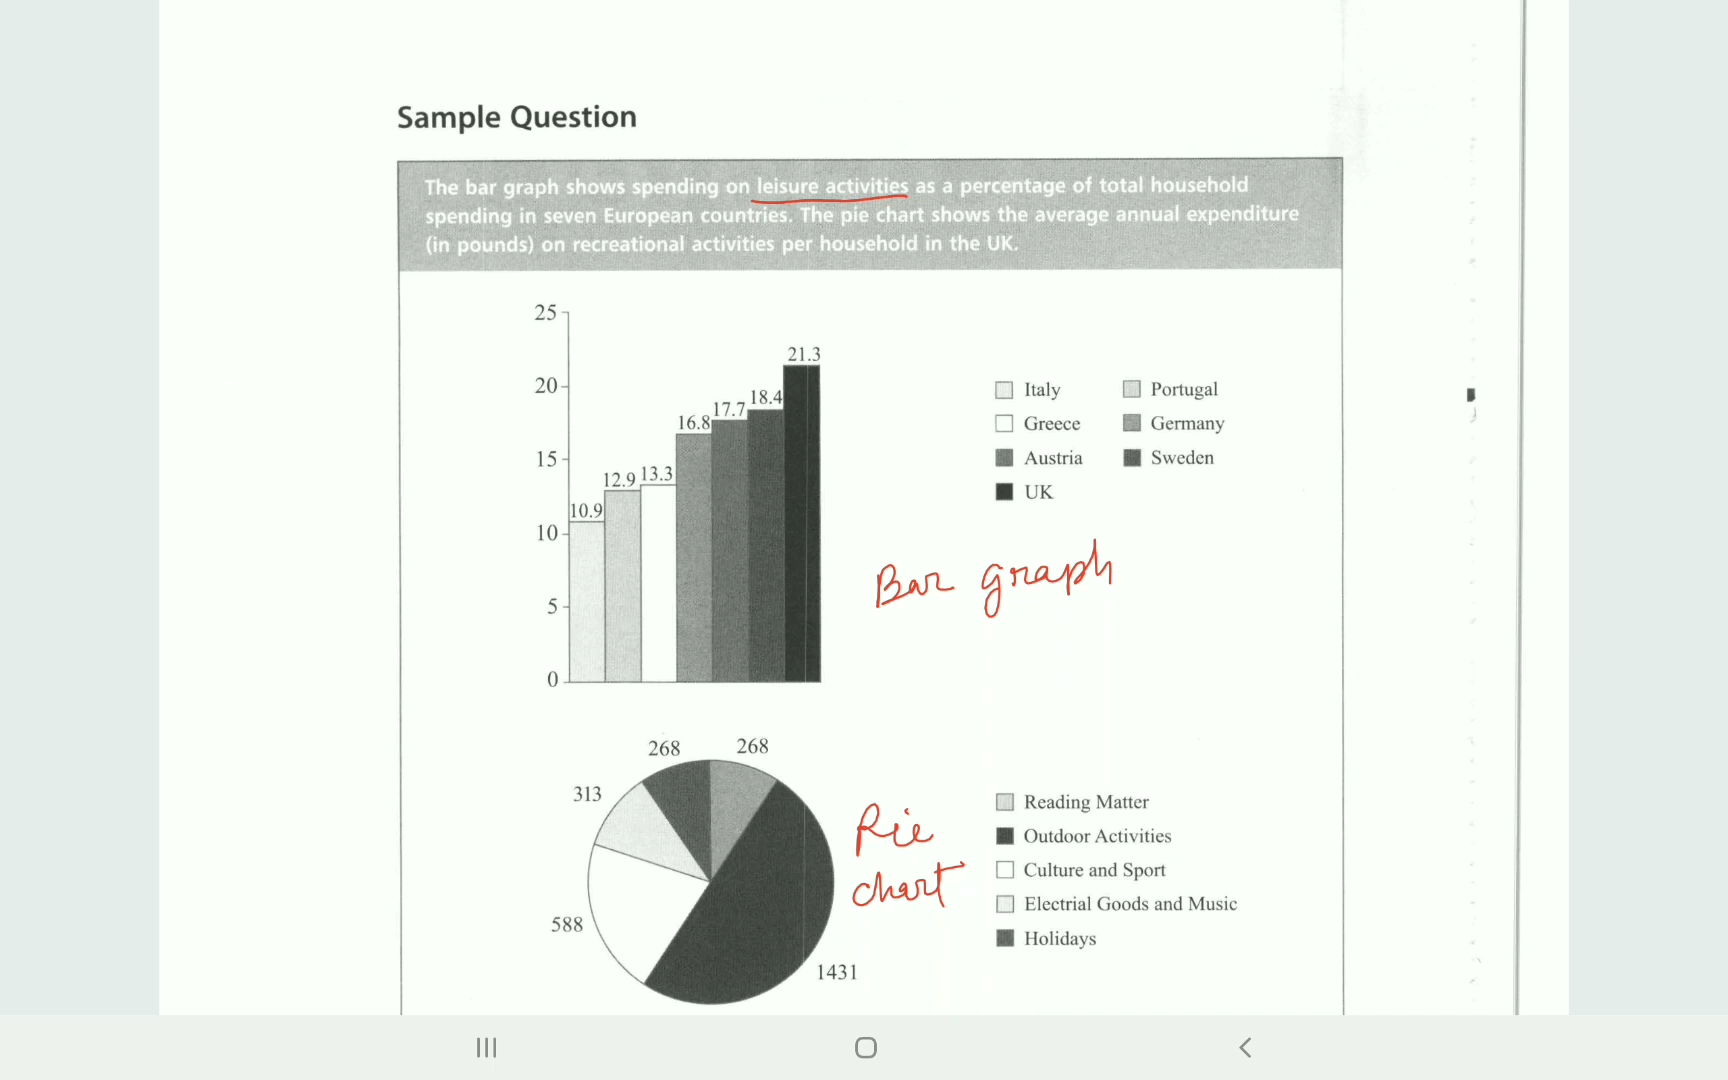 Sample Question
The bar graph shows spending on leisure activities as a percentage of total household
spending in seven European countries. The pie chart shows the average annual expenditure
(in pounds) on recreational activities per household in the UK.
25
20
15
10
5
0
10.9
12.9
13.3
16.8
17.7
18.4
21.3
Italy
Portugal
Greece
Germany
Austria
Sweden
UK
Bar graph
268
268
313
588
1431
Pie
chart
Reading Matter
Outdoor Activities
Culture and Sport
Electrial Goods and Music
Holidays